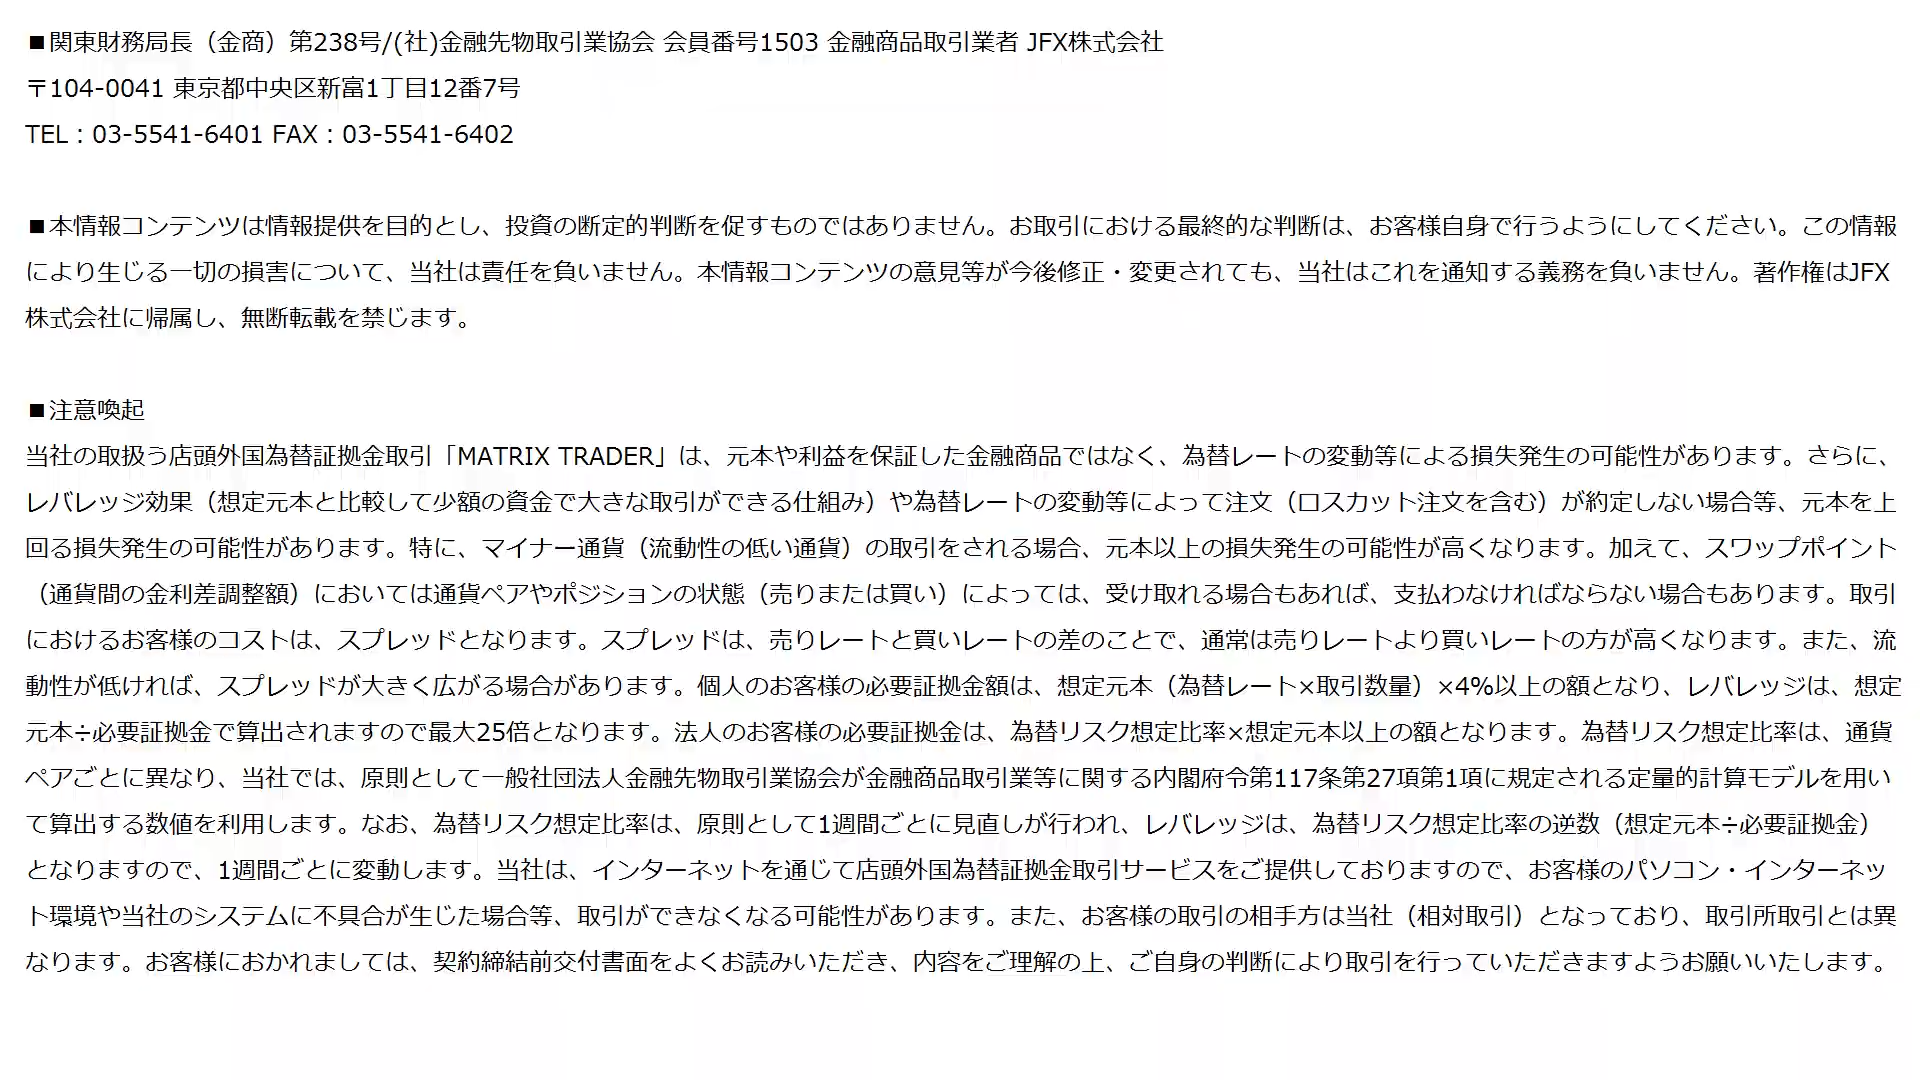 ■関東財務局長（金商）第238号/(社)金融先物取引業協会 会員番号1503 金融商品取引業者 JFX株式会社
〒104-0041 東京都中央区新富1丁目12番7号
TEL：03-5541-6401 FAX：03-5541-6402
■本情報コンテンツは情報提供を目的とし、投資の断定的判断を促すものではありません。お取引における最終的な判断は、お客様自身で行うようにしてください。この情報
により生じる一切の損害について、当社は責任を負いません。本情報コンテンツの意見等が今後修正・変更されても、当社はこれを通知する義務を負いません。著作権はJFX
株式会社に帰属し、無断転載を禁じます。
■注意喚起
当社の取扱う店頭外国為替証拠金取引「MATRIX TRADER」は、元本や利益を保証した金融商品ではなく、為替レートの変動等による損失発生の可能性があります。さらに、
レバレッジ効果（想定元本と比較して少額の資金で大きな取引ができる仕組み）や為替レートの変動等によって注文（ロスカット注文を含む）が約定しない場合等、元本を上
回る損失発生の可能性があります。特に、マイナー通貨（流動性の低い通貨）の取引をされる場合、元本以上の損失発生の可能性が高くなります。加えて、スワップポイント
（通貨間の金利差調整額）においては通貨ペアやポジションの状態（売りまたは買い）によっては、受け取れる場合もあれば、支払わなければならない場合もあります。取引
におけるお客様のコストは、スプレッドとなります。スプレッドは、売りレートと買いレートの差のことで、通常は売りレートより買いレートの方が高くなります。また、流
動性が低ければ、スプレッドが大きく広がる場合があります。個人のお客様の必要証拠金額は、想定元本（為替レート×取引数量）×4%以上の額となり、レバレッジは、想定
元本÷必要証拠金で算出されますので最大25倍となります。法人のお客様の必要証拠金は、為替リスク想定比率×想定元本以上の額となります。為替リスク想定比率は、通貨
ペアごとに異なり、当社では、原則として一般社団法人金融先物取引業協会が金融商品取引業等に関する内閣府令第117条第27項第1項に規定される定量的計算モデルを用い
て算出する数値を利用します。なお、為替リスク想定比率は、原則として1週間ごとに見直しが行われ、レバレッジは、為替リスク想定比率の逆数（想定元本÷必要証拠金）
となりますので、1週間ごとに変動します。当社は、インターネットを通じて店頭外国為替証拠金取引サービスをご提供しておりますので、お客様のパソコン・インターネッ
ト環境や当社のシステムに不具合が生じた場合等、取引ができなくなる可能性があります。また、お客様の取引の相手方は当社（相対取引）となっており、取引所取引とは異
なります。お客様におかれましては、契約締結前交付書面をよくお読みいただき、内容をご理解の上、ご自身の判断により取引を行っていただきますようお願いいたします。